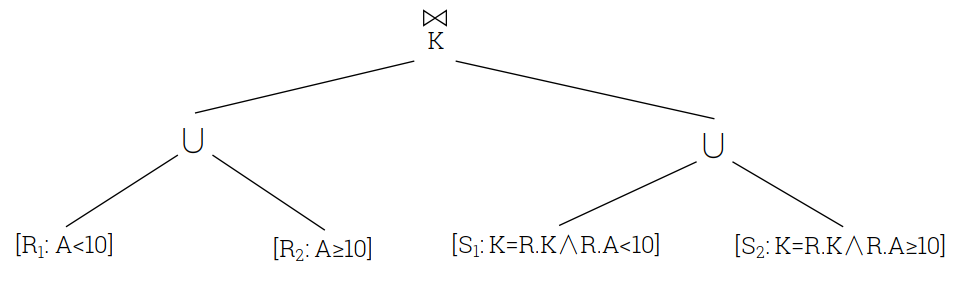 ⋈
K
∪ ∪
[R₁: A<10] [R₂: A≥10] [S₁: K=R.K∧R.A<10] [S₂: K=R.K∧R.A≥10]